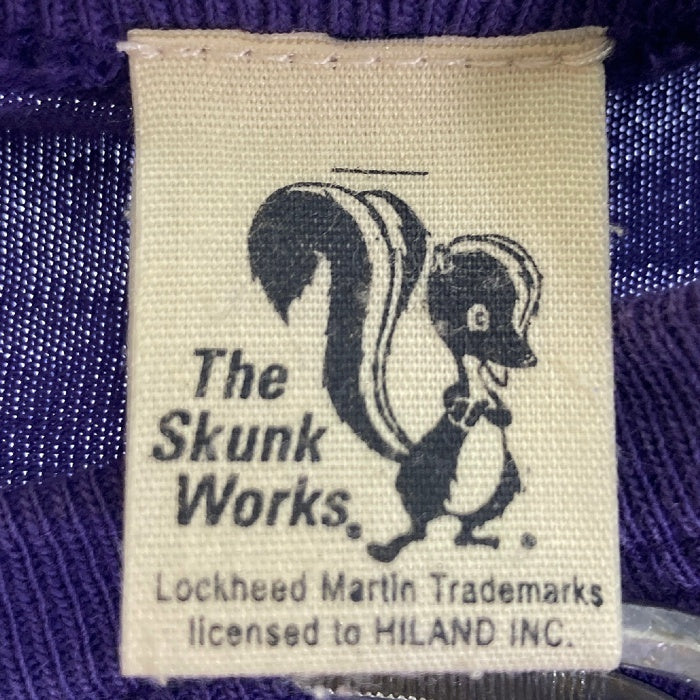 The
Skunk
Works®
Lockheed Martin Trademarks
licensed to HILAND INC.